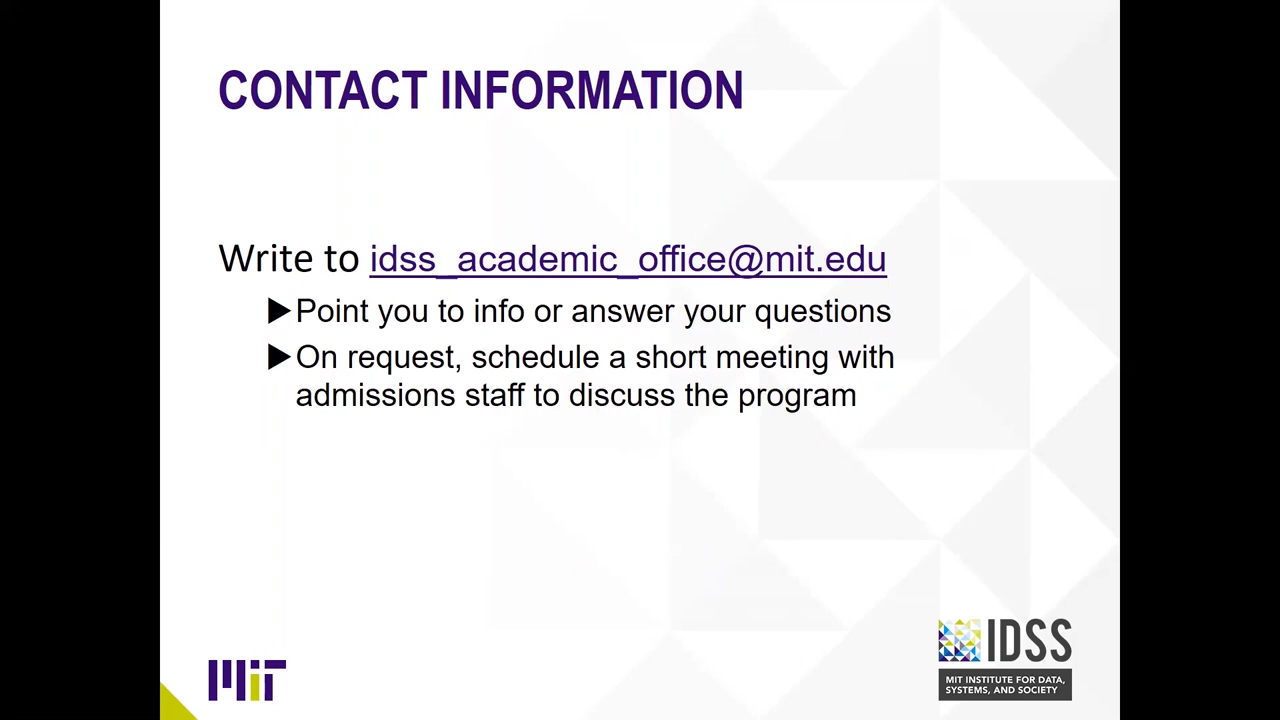 CONTACT INFORMATION
Write to idss_academic_office@mit.edu
▶Point you to info or answer your questions
▶On request, schedule a short meeting with
admissions staff to discuss the program
MIT
IDSS
MIT INSTITUTE FOR DATA,
SYSTEMS, AND SOCIETY